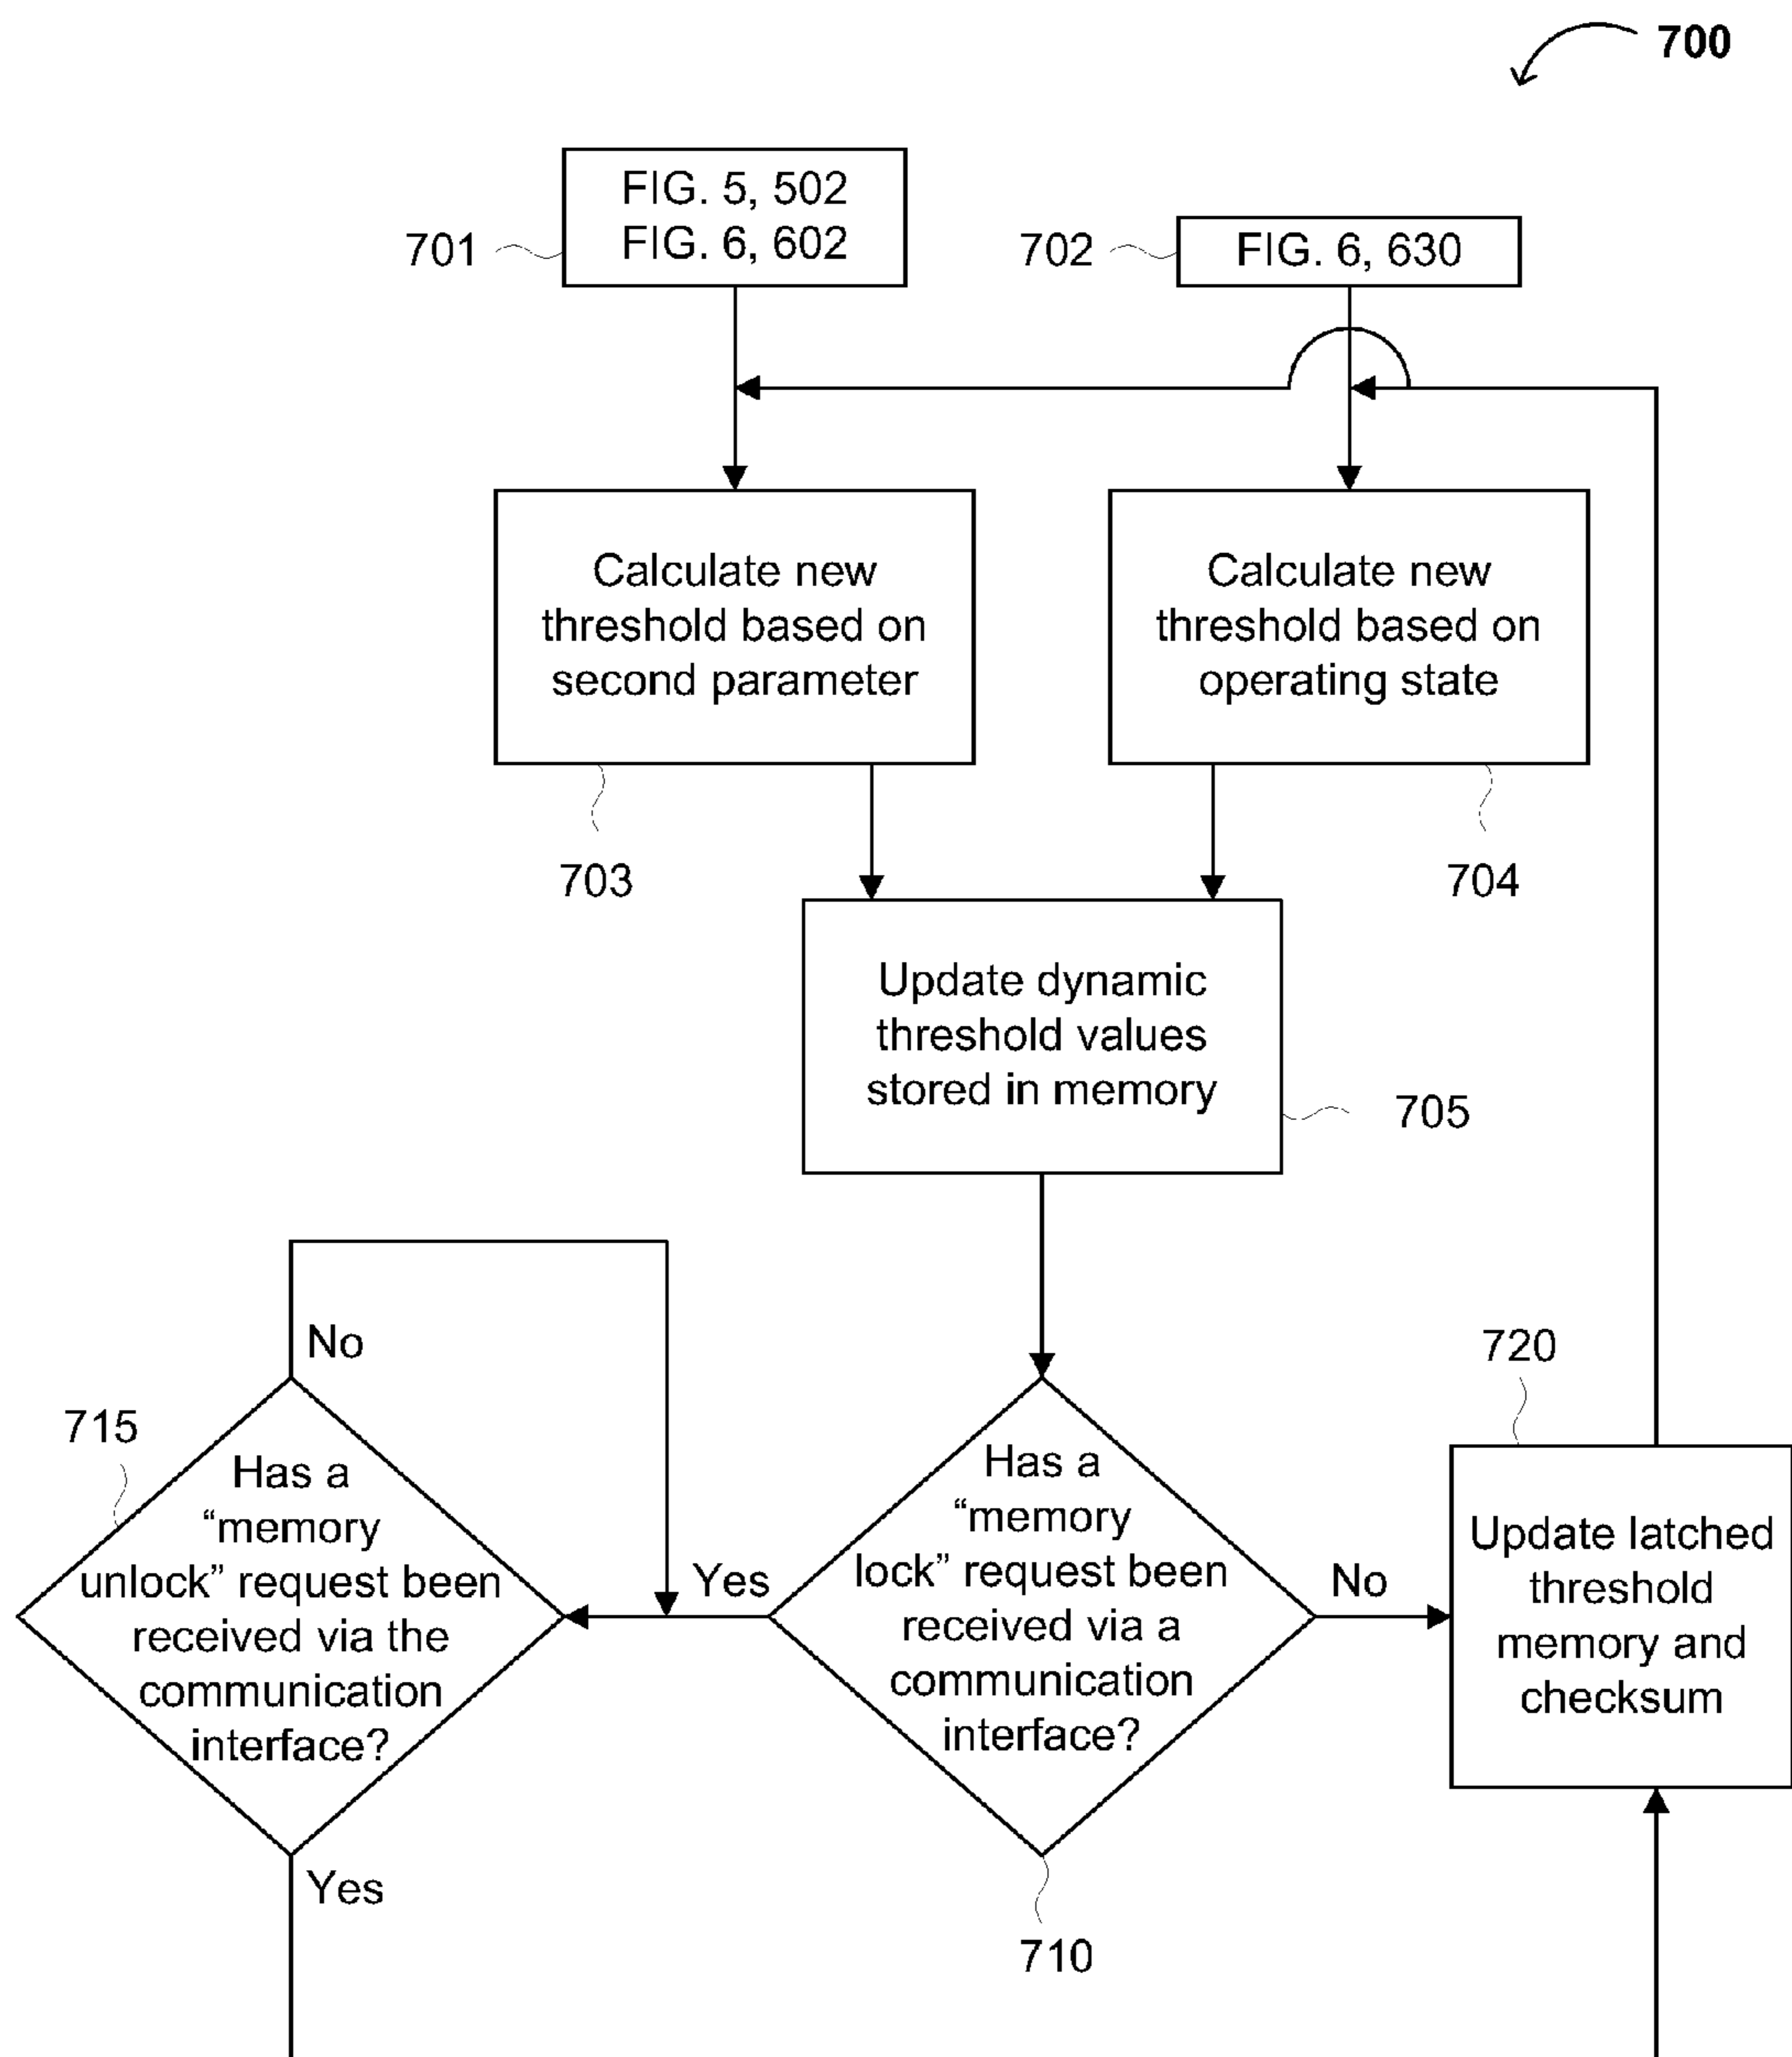 700
FIG. 5, 502
FIG. 6, 602
701
702
FIG. 6, 630
Calculate new
threshold based on
second parameter
Calculate new
threshold based on
operating state
703
704
Update dynamic
threshold values
stored in memory
705
No
720
715
Has a
“memory
unlock” request been
received via the
communication
interface?
Yes
Has a
“memory
lock” request been
received via a
communication
interface?
No
Update latched
threshold
memory and
checksum
Yes
710